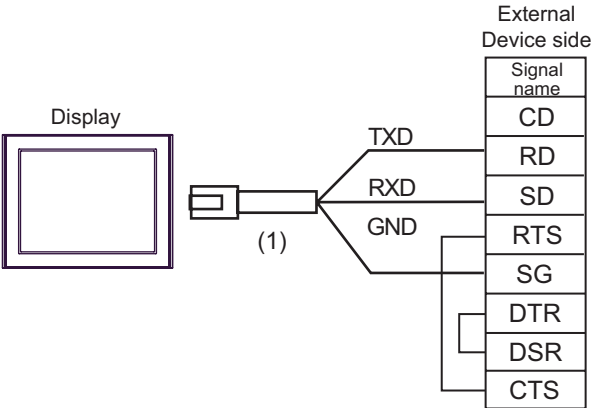 External
Device side
Signal
name
Display
CD
TXD
RD
RXD
SD
GND
RTS
(1)
SG
DTR
DSR
CTS